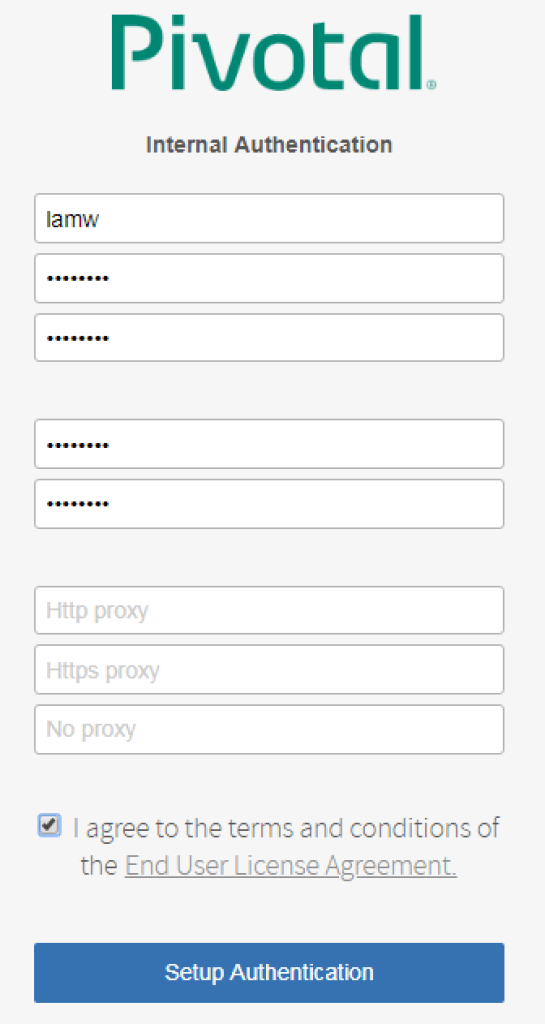 Pivotal®
Internal Authentication
lamw
••••••••
••••••••
••••••••
••••••••
Http proxy
Https proxy
No proxy
I agree to the terms and conditions of
the End User License Agreement.
Setup Authentication